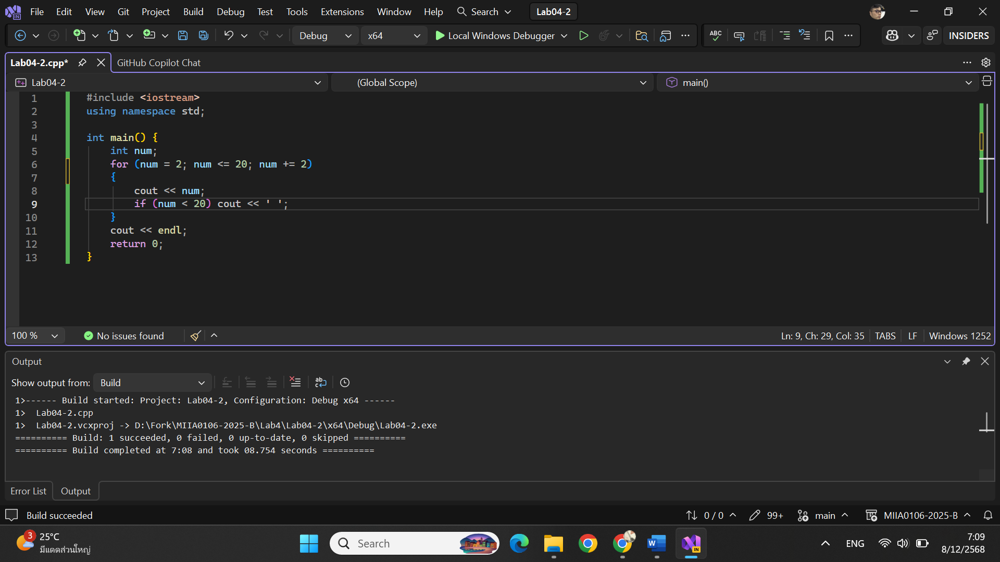 File Edit View Git Project Build Debug Test Tools Extensions Window Help Search Lab04-2
Debug x64 Local Windows Debugger ABC INSIDERS
Lab04-2.cpp* GitHub Copilot Chat
Lab04-2 (Global Scope) main()
1 #include <iostream>
2 using namespace std;
3
4 int main() {
5 int num;
6 for (num = 2; num <= 20; num += 2)
7 {
8 cout << num;
9 if (num < 20) cout << ' ';
10 }
11 cout << endl;
12 return 0;
13 }
100 % No issues found Ln: 9, Ch: 29, Col: 35 TABS LF Windows 1252
Output
Show output from: Build
1>------ Build started: Project: Lab04-2, Configuration: Debug x64 ------
1> Lab04-2.cpp
1> Lab04-2.vcxproj -> D:\Fork\MIIA0106-2025-B\Lab4\Lab04-2\x64\Debug\Lab04-2.exe
========== Build: 1 succeeded, 0 failed, 0 up-to-date, 0 skipped ==========
========== Build completed at 7:08 and took 08.754 seconds ==========
Error List Output
Build succeeded 0 / 0 99+ main MIIA0106-2025-B
3 25°C
มีแดดส่วนใหญ่
Search
ENG
7:09
8/12/2568